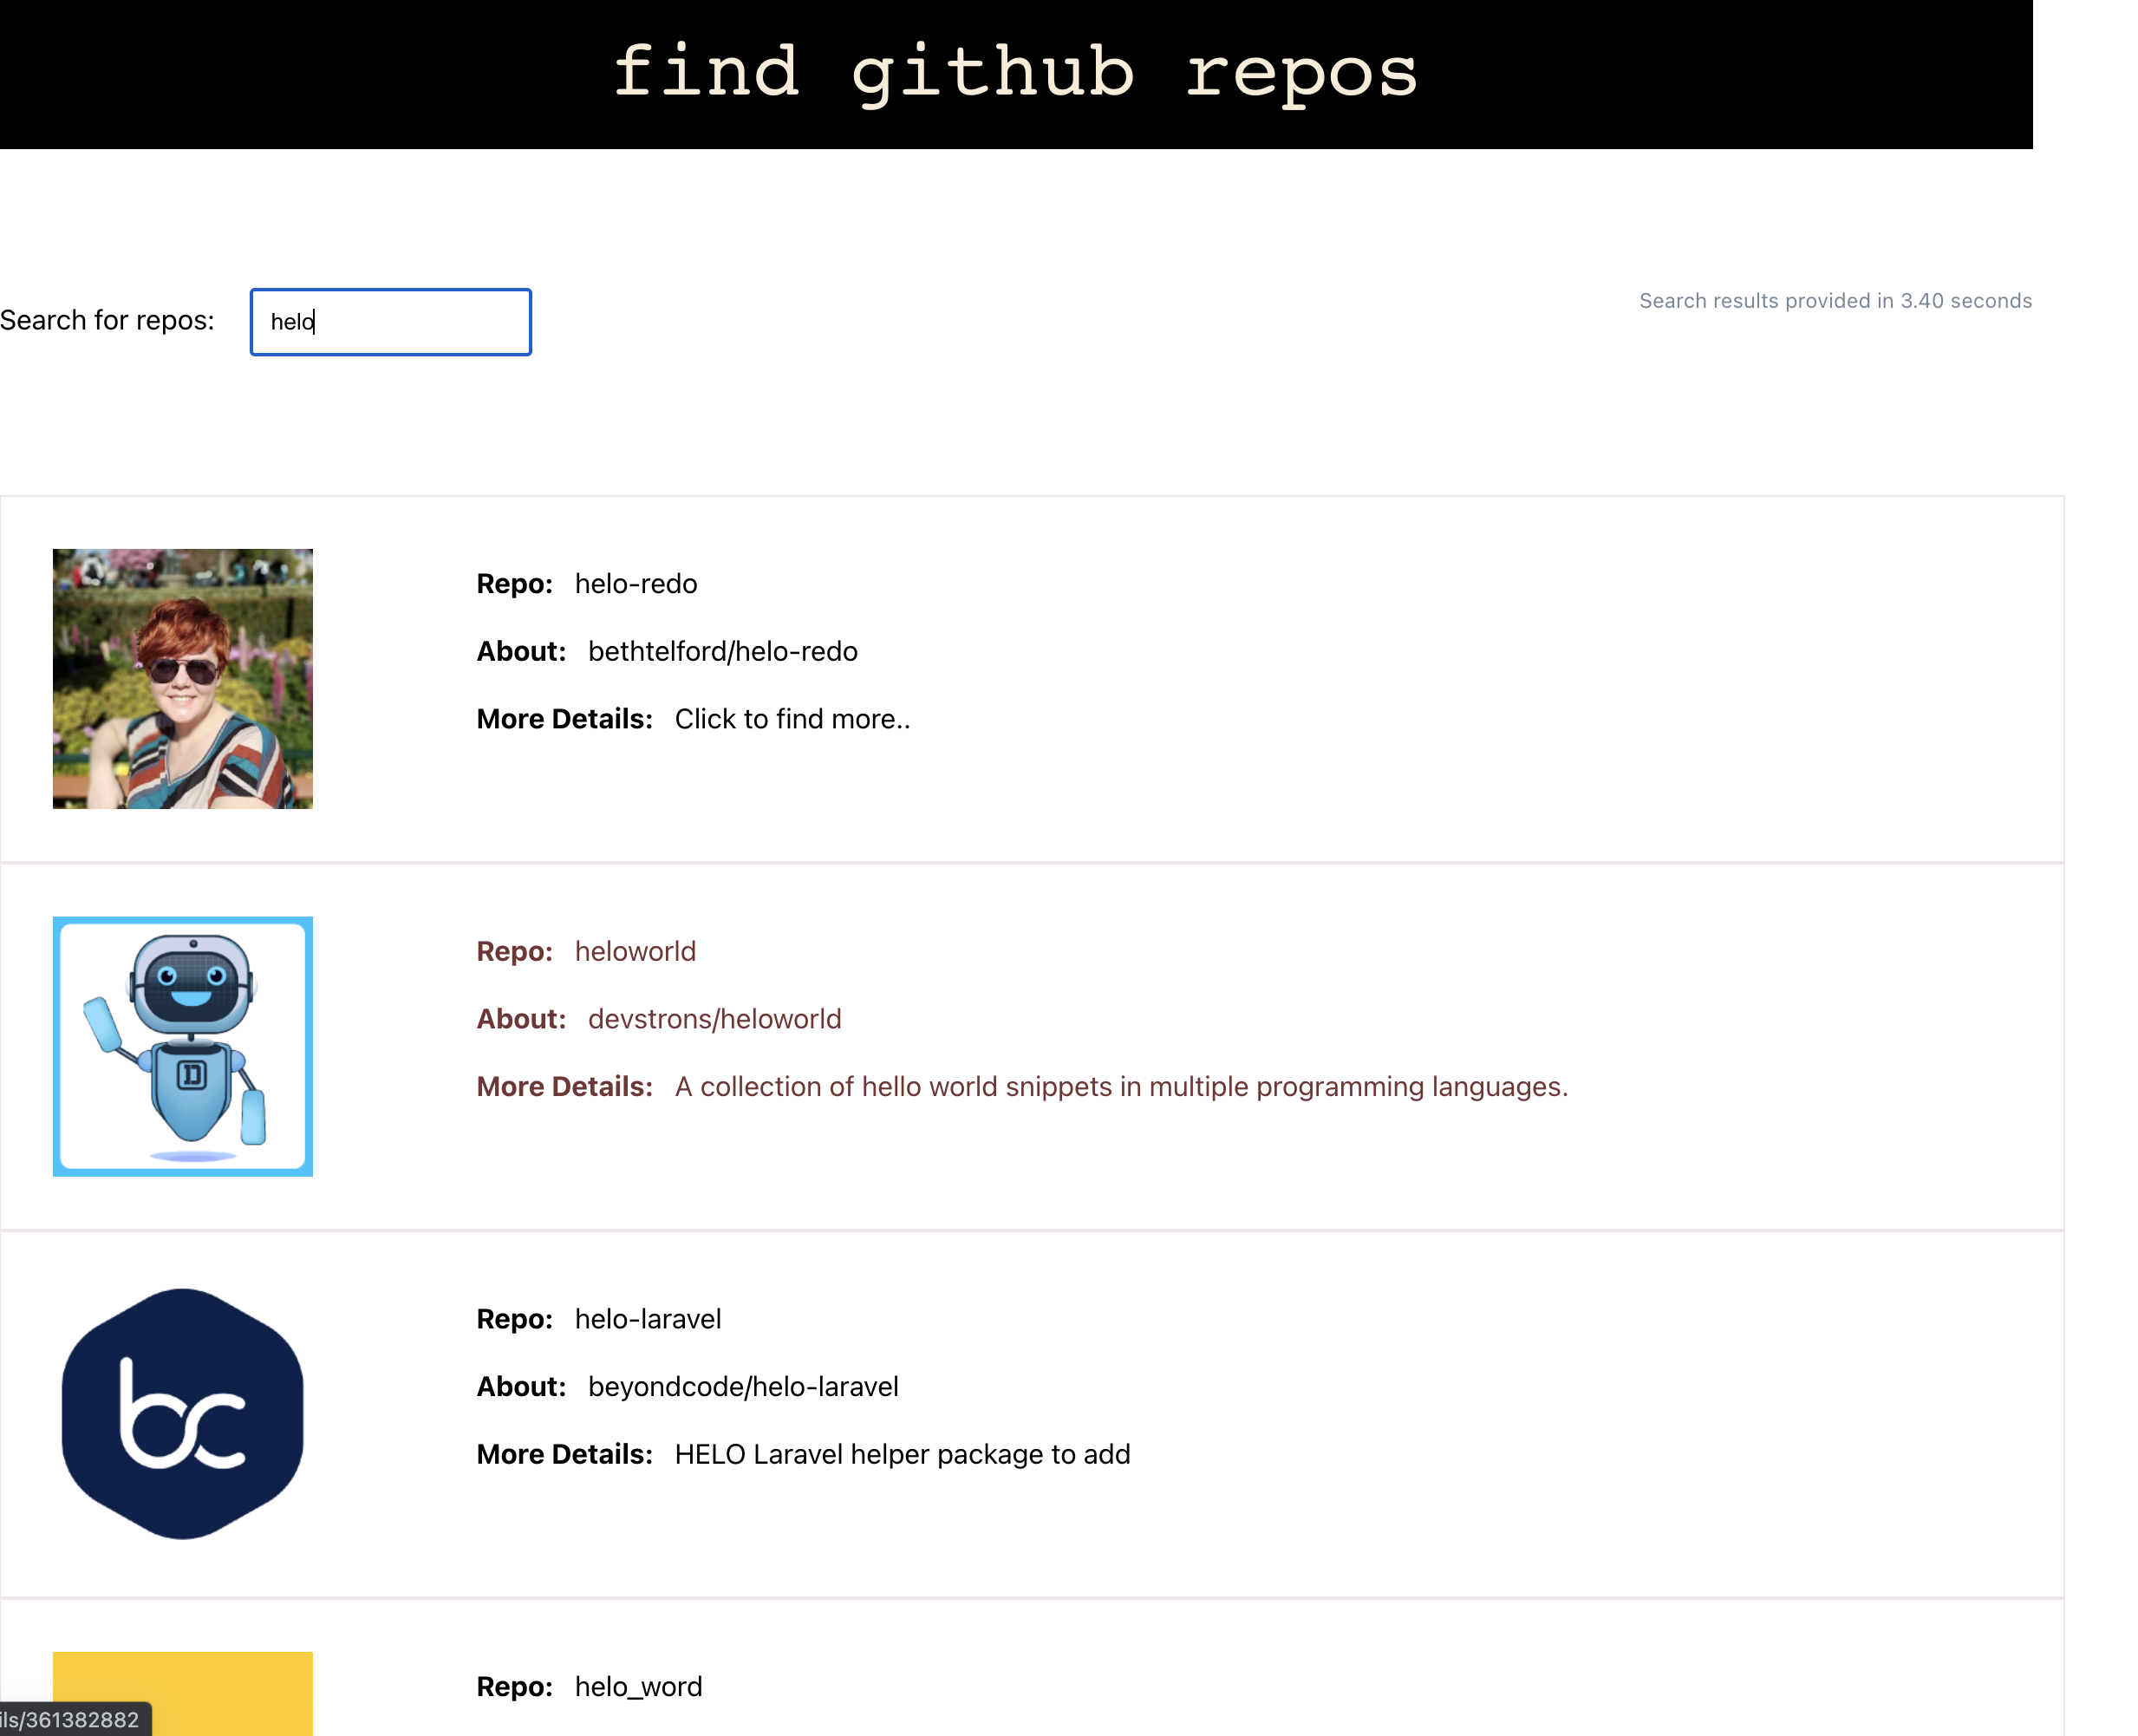 find github repos
Search for repos: helo
Search results provided in 3.40 seconds
Repo: helo-redo
About: bethtelford/helo-redo
More Details: Click to find more..
D
Repo: heloworld
About: devstrons/heloworld
More Details: A collection of hello world snippets in multiple programming languages.
bc
Repo: helo-laravel
About: beyondcode/helo-laravel
More Details: HELO Laravel helper package to add
Repo: helo_word
ils/361382882